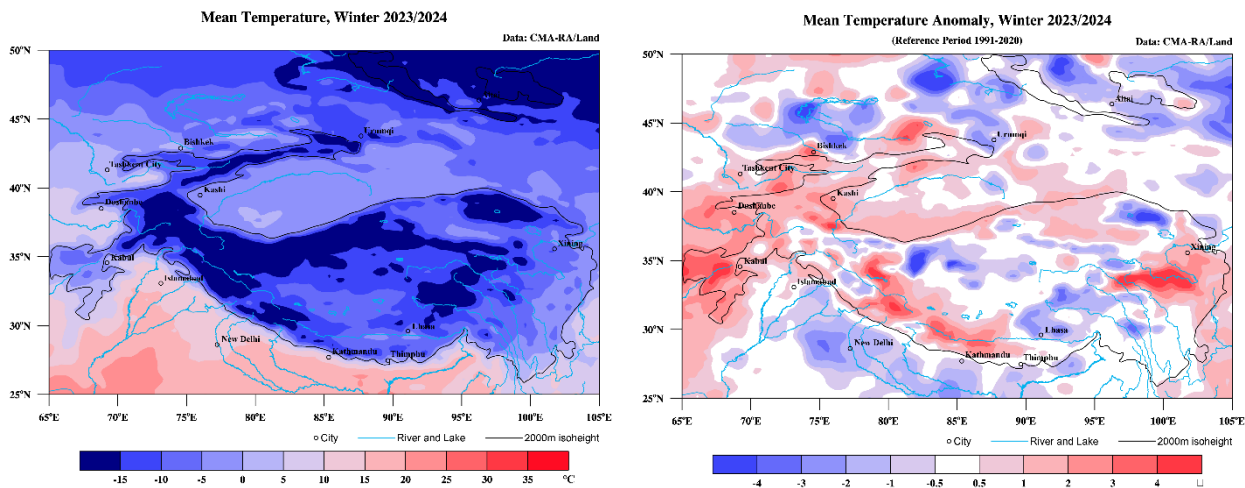 Mean Temperature, Winter 2023/2024
Data: CMA-RA/Land
50°N
45°N
40°N
35°N
30°N
25°N
65°E 70°E 75°E 80°E 85°E 90°E 95°E 100°E 105°E
Urumqi
Bishkek
Tashkent City
Kashi
Dushanbe
Xining
Kabul
Islamabad
Lhasa
New Delhi
Kathmandu
Thimphu
City River and Lake 2000m isoheight
-15 -10 -5 0 5 10 15 20 25 30 35 °C
Mean Temperature Anomaly, Winter 2023/2024
(Reference Period 1991-2020) Data: CMA-RA/Land
50°N
45°N
40°N
35°N
30°N
25°N
65°E 70°E 75°E 80°E 85°E 90°E 95°E 100°E 105°E
Altai
Urumqi
Bishkek
Tashkent City
Kashi
Dushanbe
Xining
Kabul
Islamabad
Lhasa
New Delhi
Kathmandu
Thimphu
City River and Lake 2000m isoheight
-4 -3 -2 -1 -0.5 0.5 1 2 3 4